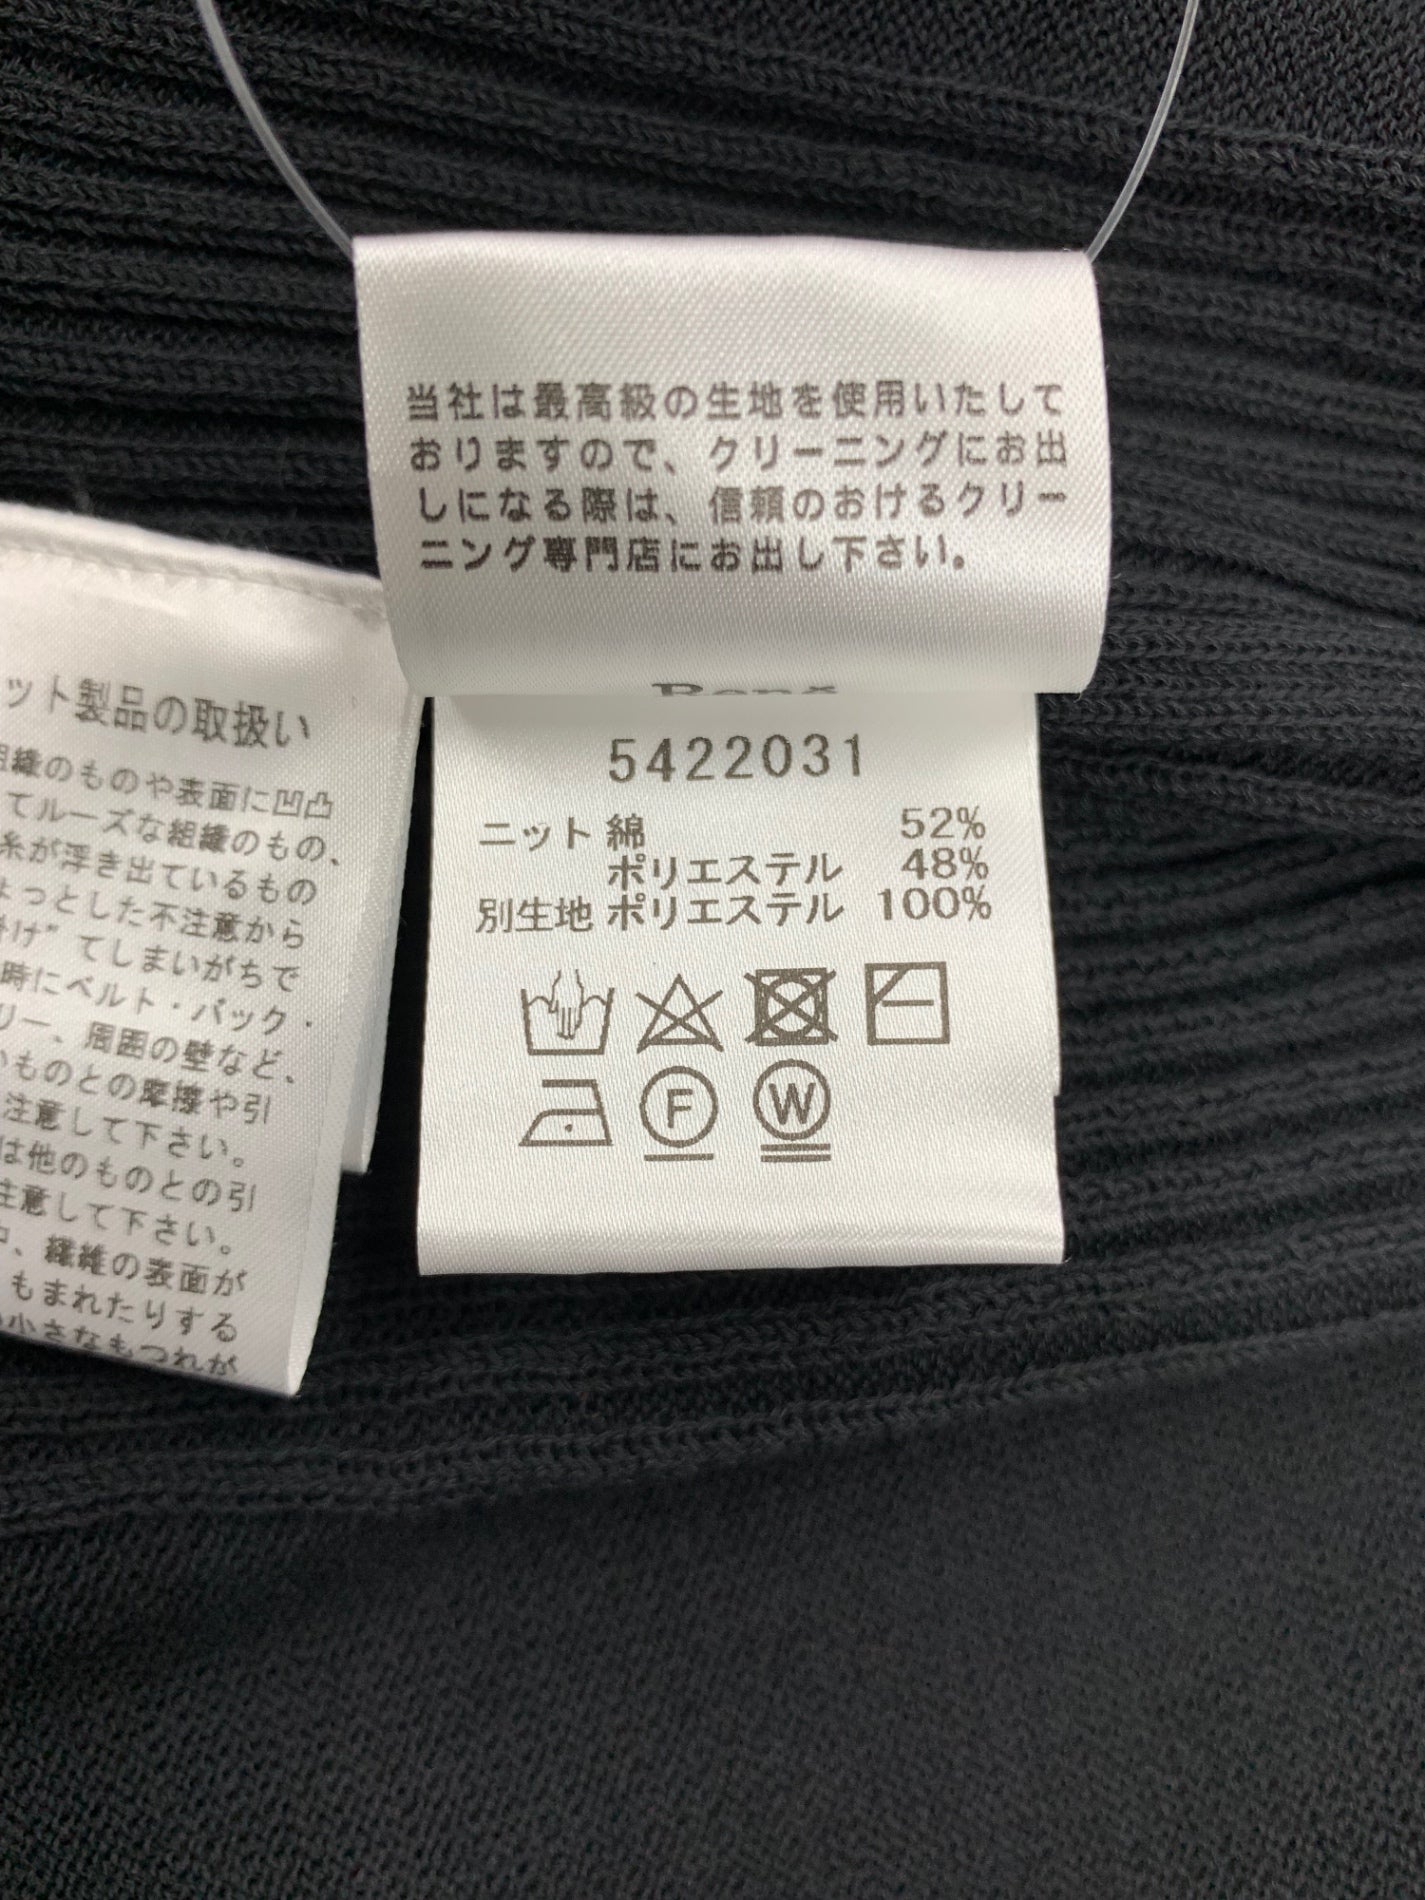 当社は最高級の生地を使用いたして
おりますので、クリーニングにお出
しになる際は、信頼のおけるクリー
ニング専門店にお出し下さい。
5422031
ニット 綿 52%
ポリエステル 48%
別生地 ポリエステル 100%
F
W
ット製品の取扱い
組織のものや表面に凹凸
てルーズな組織のもの、
糸が浮き出ているもの
ょっとした不注意から
掛け”てしまいがちで
時にベルト・バック・
リー、周囲の壁など、
いものとの摩擦や引
注意して下さい。
は他のものとの引
注意して下さい。
中、繊維の表面が
もまれたりする
小さなもつれが